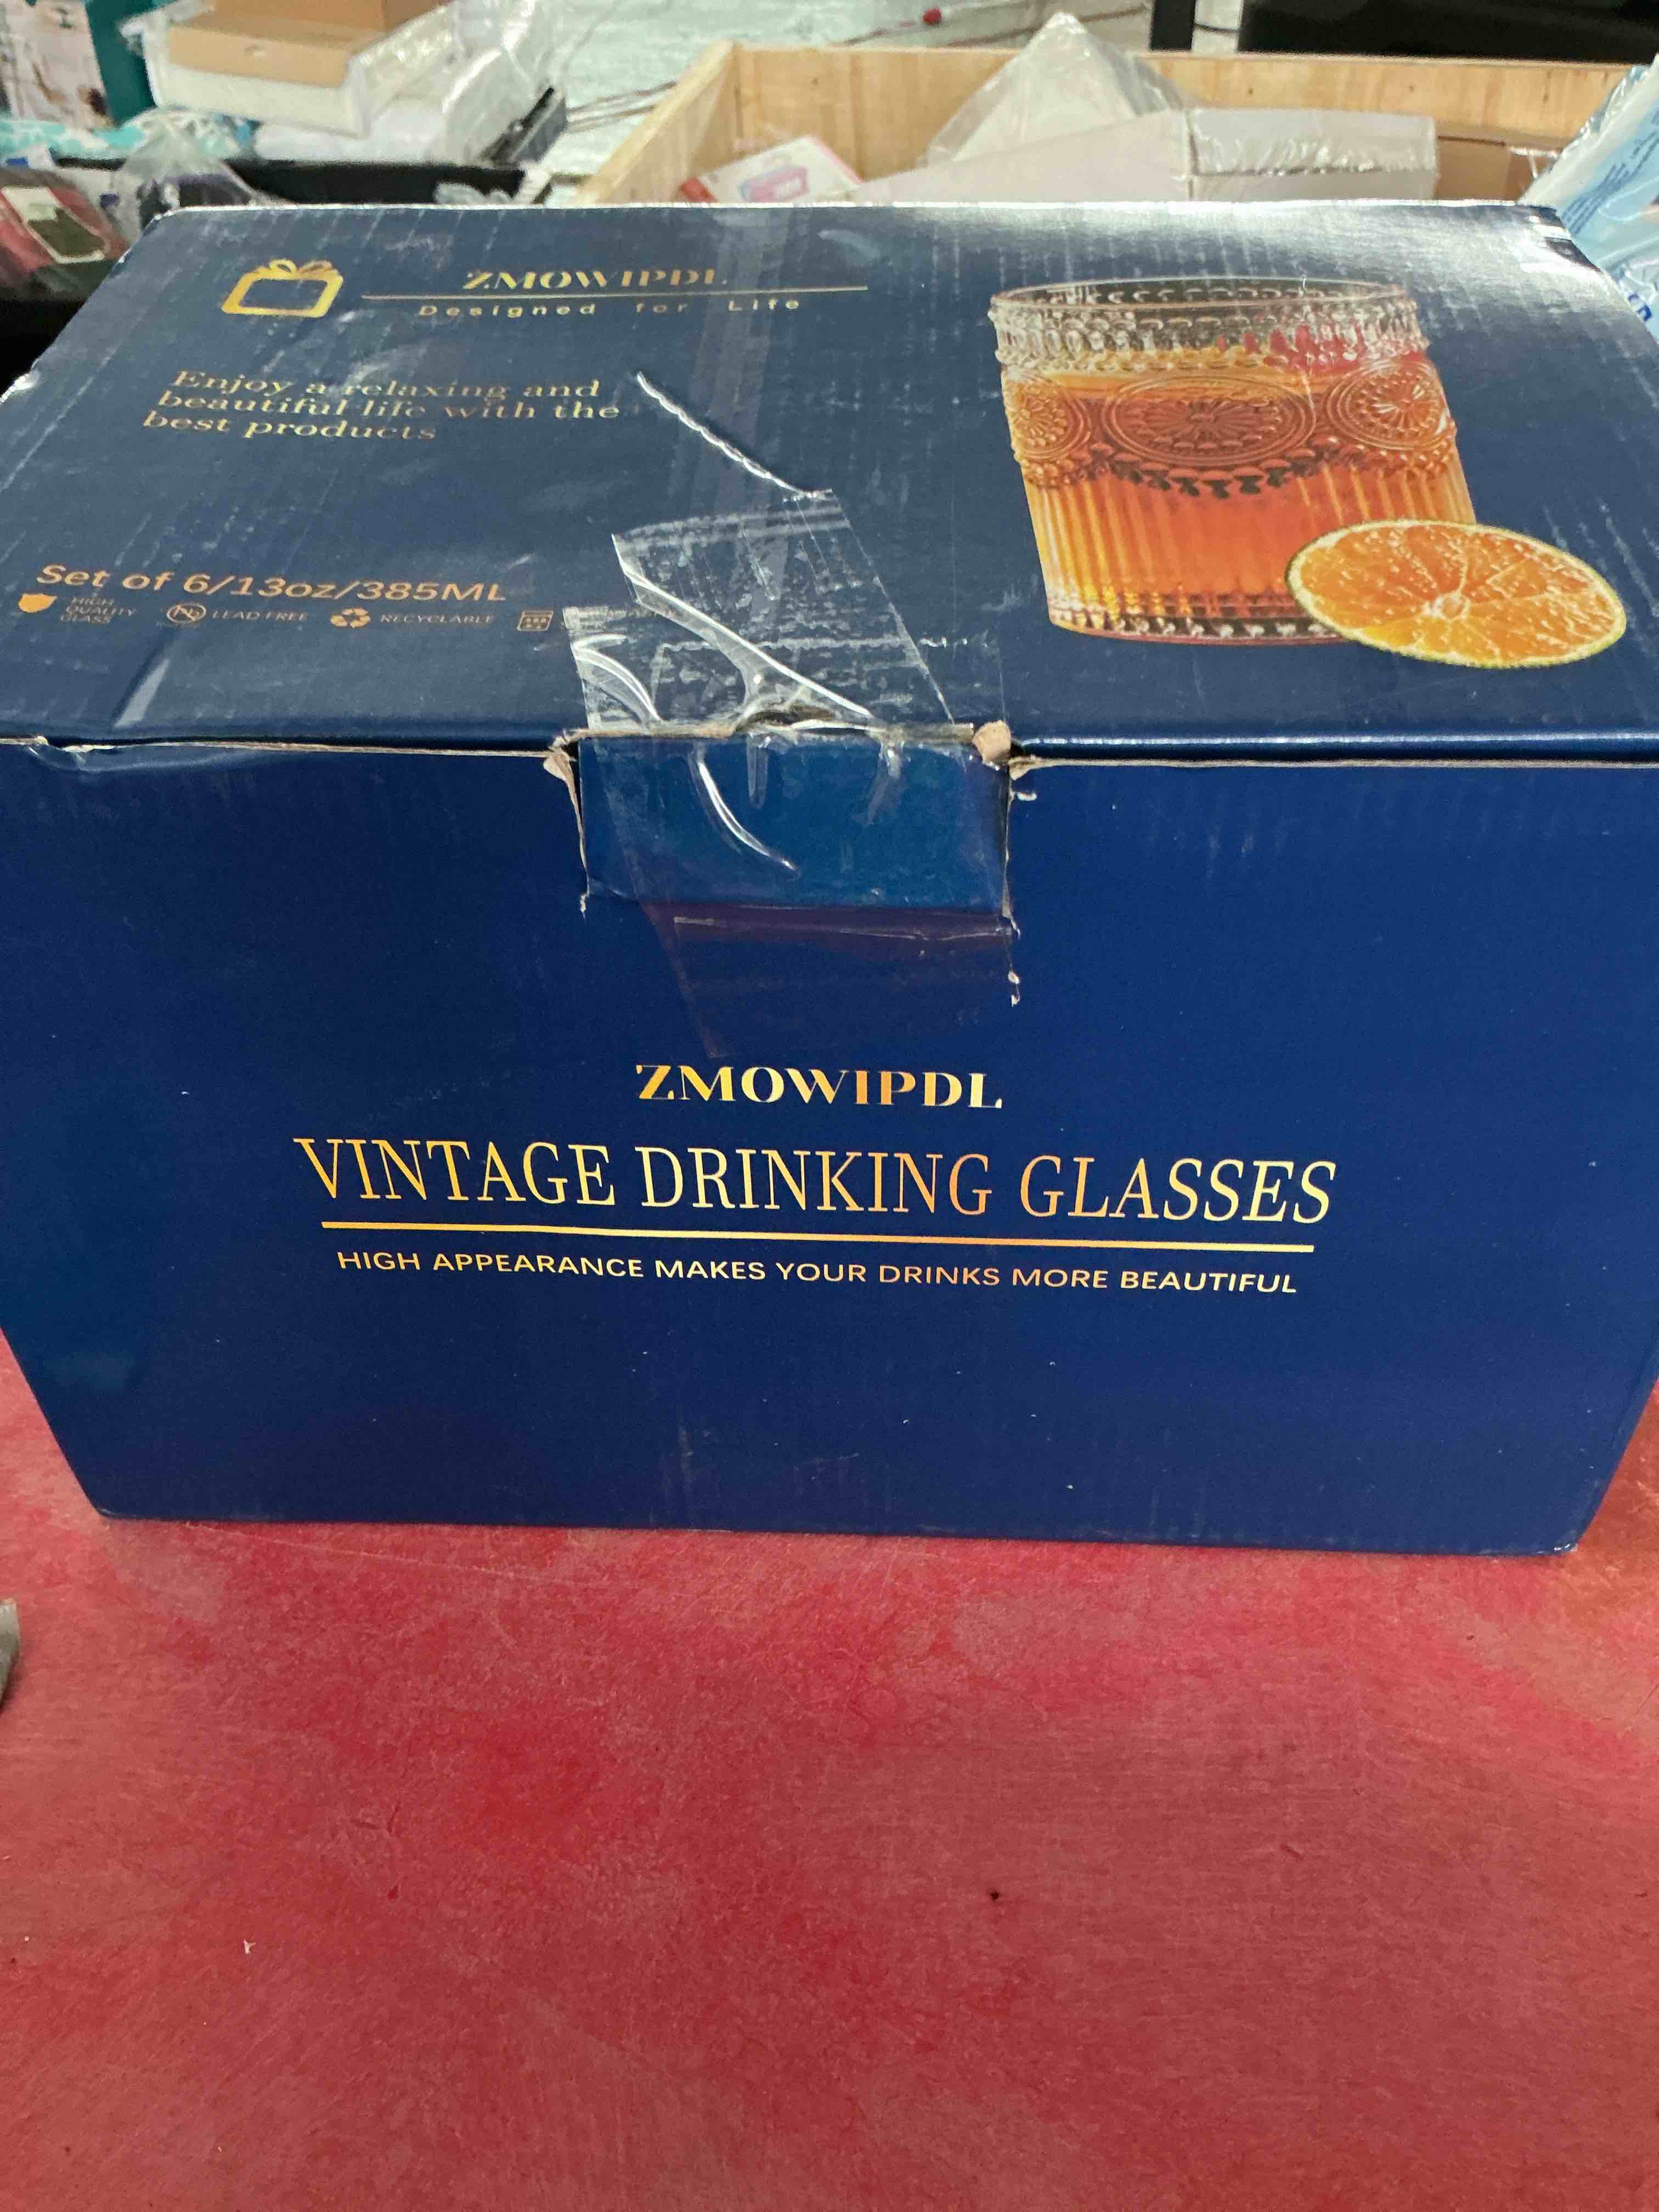 ZMOWIPDL
Designed for Life
Enjoy a relaxing and
beautiful life with the
best products
Set of 6/13oz/385ML
HIGH
QUALITY
GLASS
LEAD FREE
RECYCLABLE
ZMOWIPDL
VINTAGE DRINKING GLASSES
HIGH APPEARANCE MAKES YOUR DRINKS MORE BEAUTIFUL